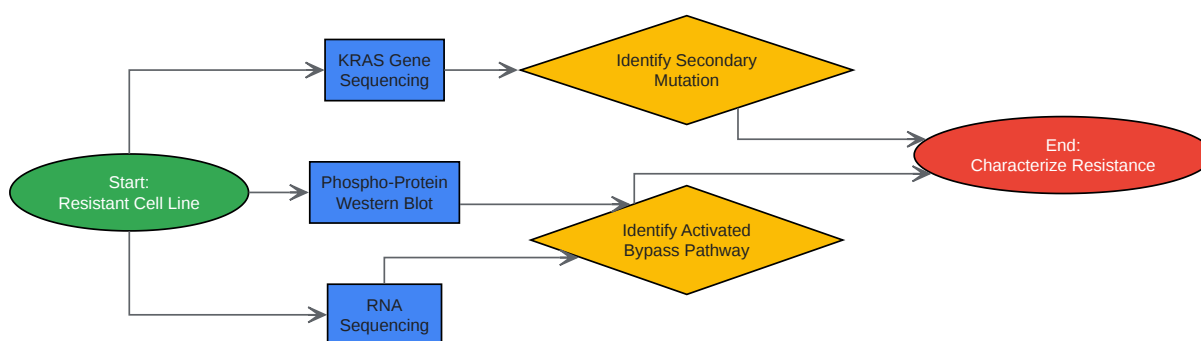 KRAS Gene
Sequencing
Identify Secondary
Mutation
End:
Characterize Resistance
Start:
Resistant Cell Line
Phospho-Protein
Western Blot
Identify Activated
Bypass Pathway
RNA
Sequencing